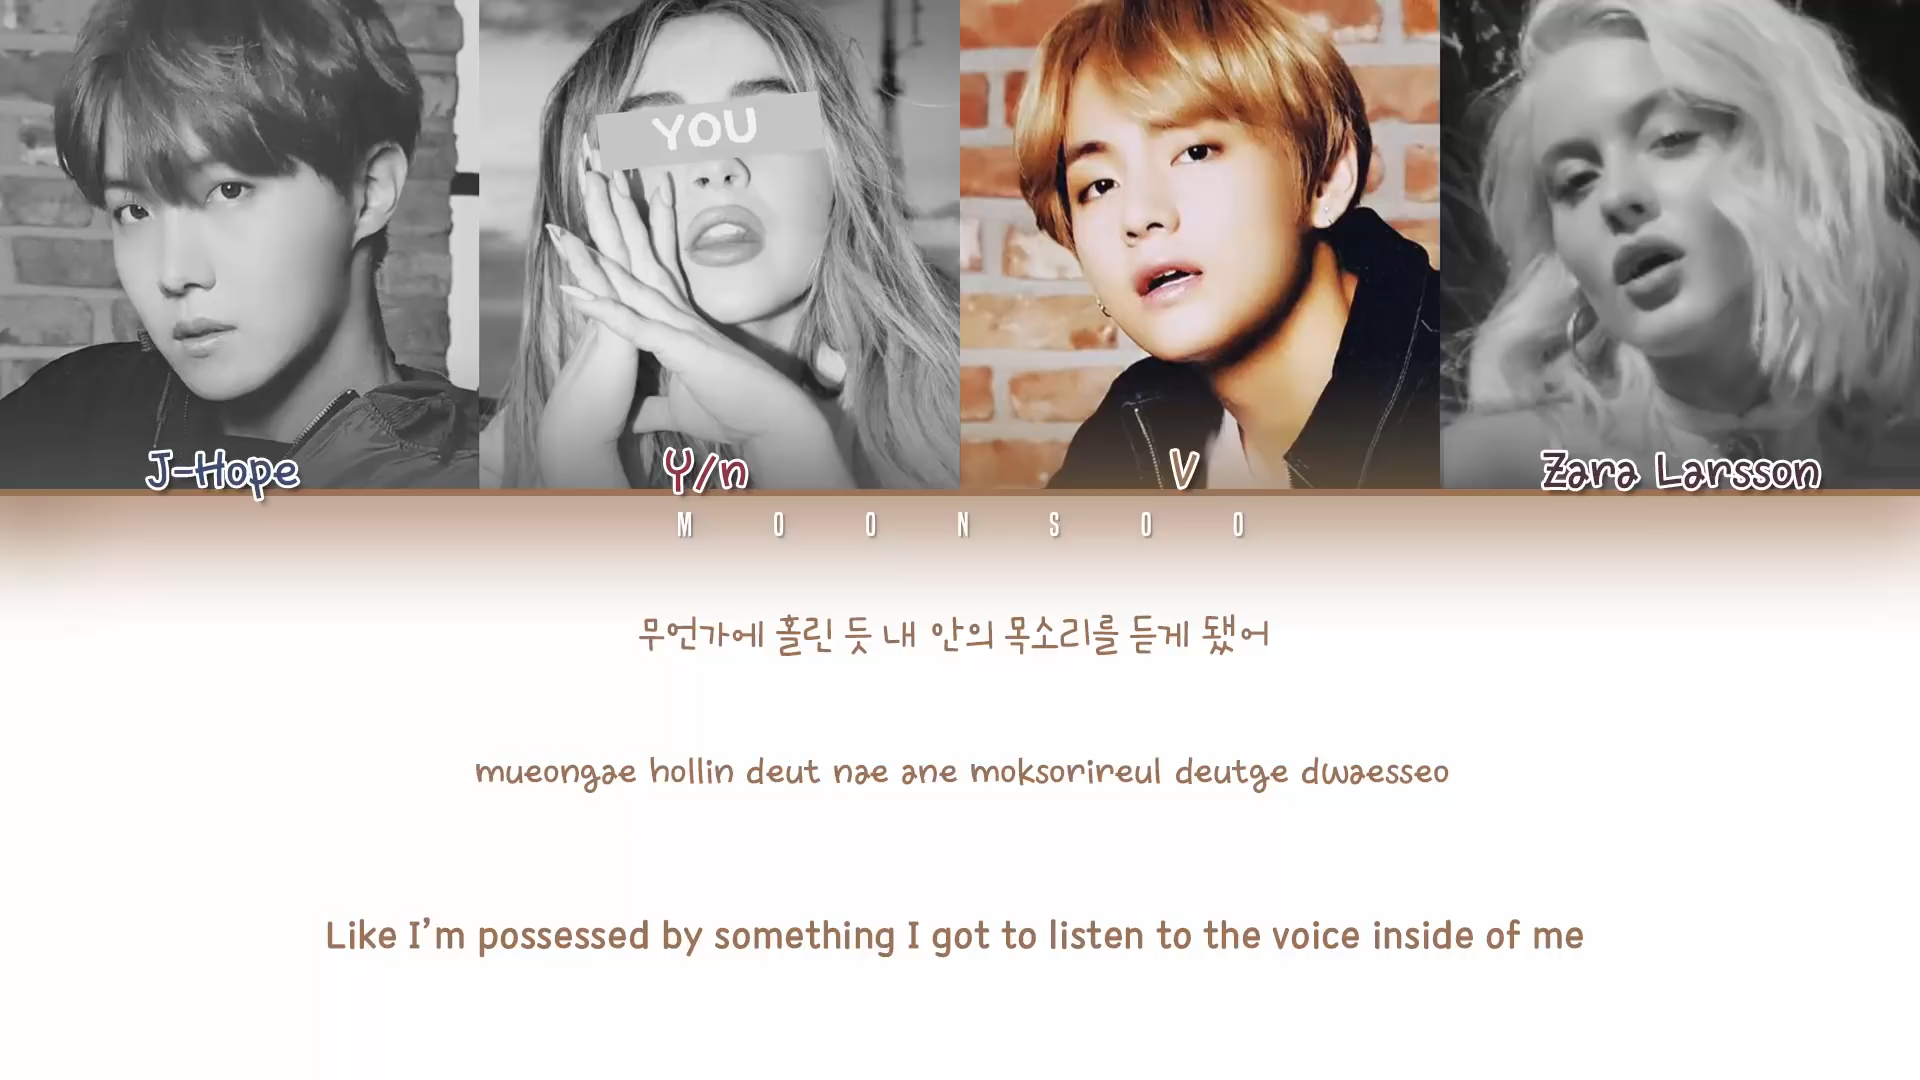 YOU
J-Hope
Y/n
V
Zara Larsson
MOONSOO
무언가에 홀린 듯 내 안의 목소리를 듣게 됐어
mueongae hollin deut nae ane moksorireul deutge dwaesseo
Like I'm possessed by something I got to listen to the voice inside of me